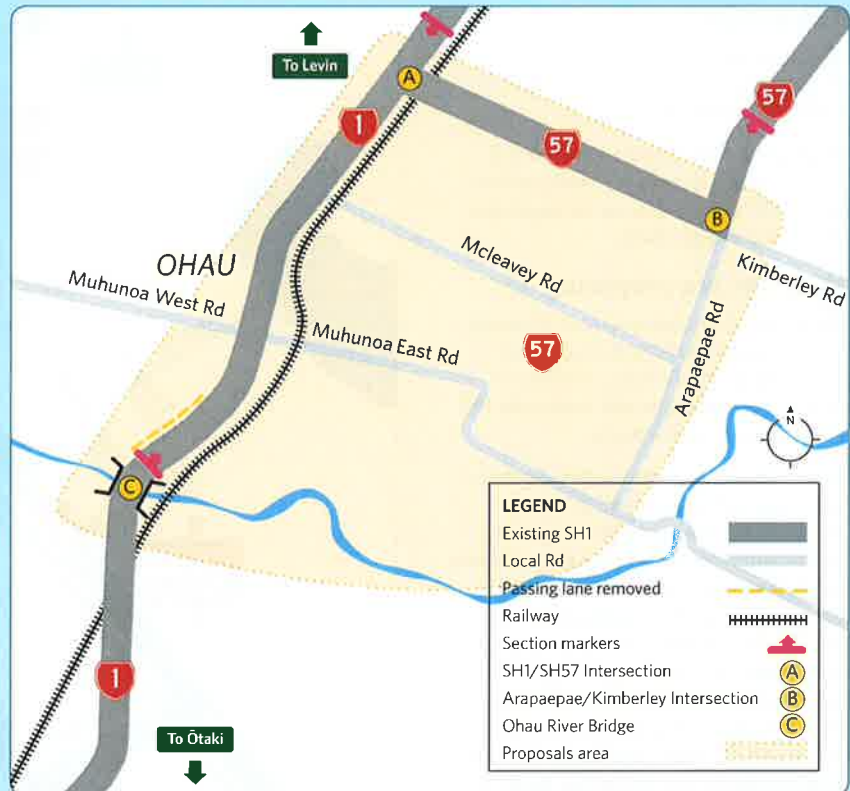 To Levin
A
57
1
57
B
OHAU
Mcleavey Rd
Kimberley Rd
Muhunoa West Rd
Muhunoa East Rd
57
Arapaepae Rd
N
C
LEGEND
Existing SH1
Local Rd
Passing lane removed
Railway
Section markers
SH1/SH57 Intersection A
Arapaepae/Kimberley Intersection B
Ohau River Bridge C
Proposals area
1
To Ōtaki